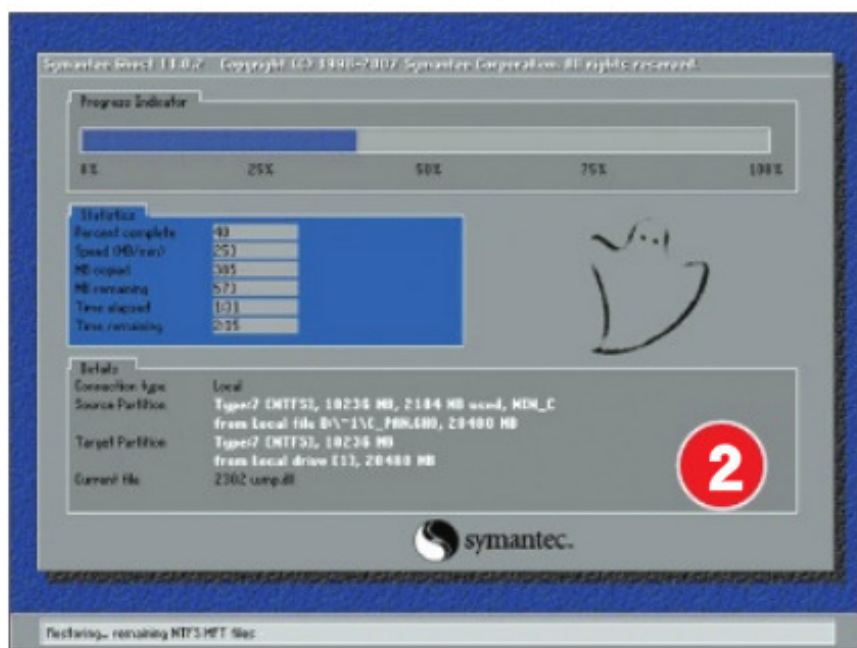 Symantec Ghost 11.0.2 Copyright (C) 1998-2007 Symantec Corporation. All rights reserved.
Progress Indicator
0% 25% 50% 75% 100%
Statistics
Percent complete 40
Speed (MB/min) 253
MB copied 385
MB remaining 573
Time elapsed 1:31
Time remaining 2:15
Details
Connection type Local
Source Partition Type:7 [NTFS], 10236 MB, 2184 MB used, WIN_C
from Local file D:\~1\C_PAN.GHO, 20480 MB
Target Partition Type:7 [NTFS], 10236 MB
from Local drive [1], 20480 MB
Current file 2302 wmp.dll
2
symantec.
Restoring... remaining NTFS MFT files